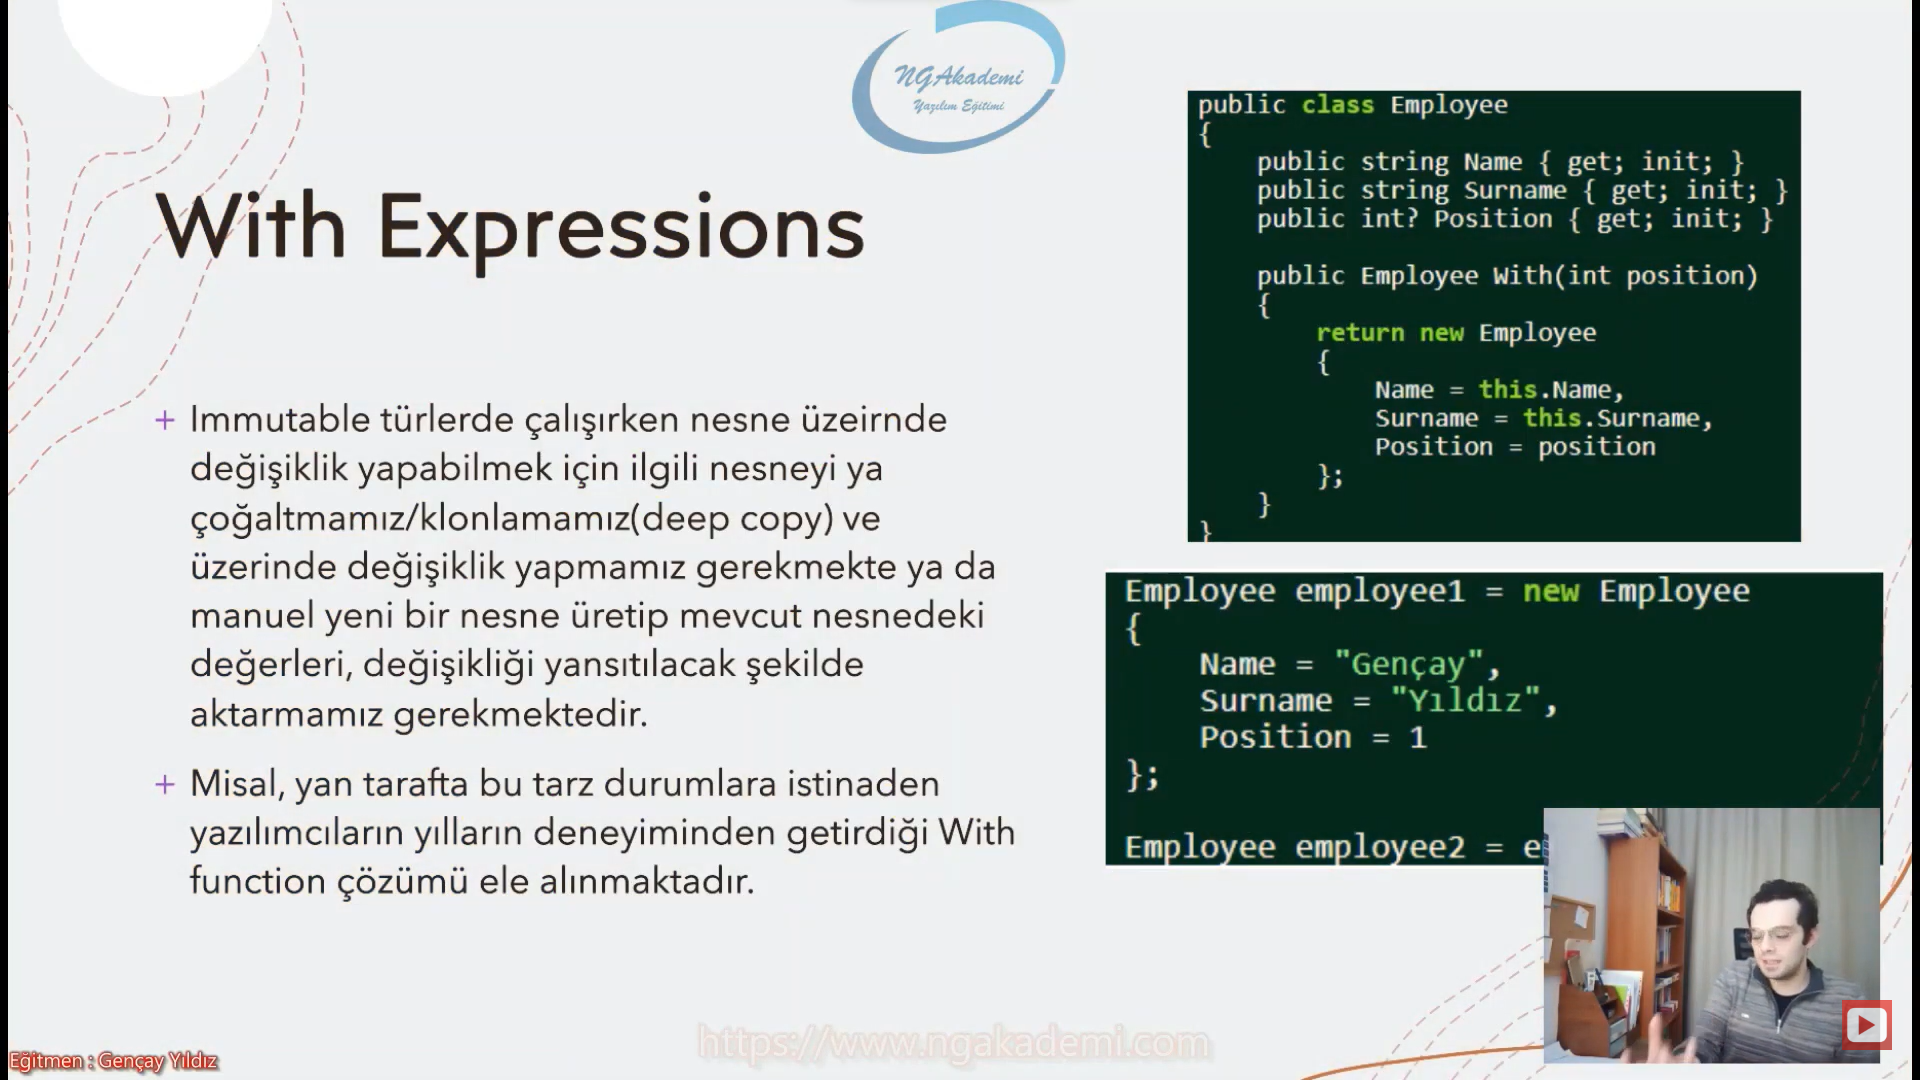 NGAkademi
Yazılım Eğitimi
With Expressions
+ Immutable türlerde çalışırken nesne üzeirnde
değişiklik yapabilmek için ilgili nesneyi ya
çoğaltmamız/klonlamamız(deep copy) ve
üzerinde değişiklik yapmamız gerekmekte ya da
manuel yeni bir nesne üretip mevcut nesnedeki
değerleri, değişikliği yansıtılacak şekilde
aktarmamız gerekmektedir.
+ Misal, yan tarafta bu tarz durumlara istinaden
yazılımcıların yılların deneyiminden getirdiği With
function çözümü ele alınmaktadır.
public class Employee
{
public string Name { get; init; }
public string Surname { get; init; }
public int? Position { get; init; }
public Employee With(int position)
{
return new Employee
{
Name = this.Name,
Surname = this.Surname,
Position = position
};
}
}
Employee employee1 = new Employee
{
Name = "Gençay",
Surname = "Yıldız",
Position = 1
};
Employee employee2 = e
https://www.ngakademi.com
Eğitmen : Gençay Yıldız